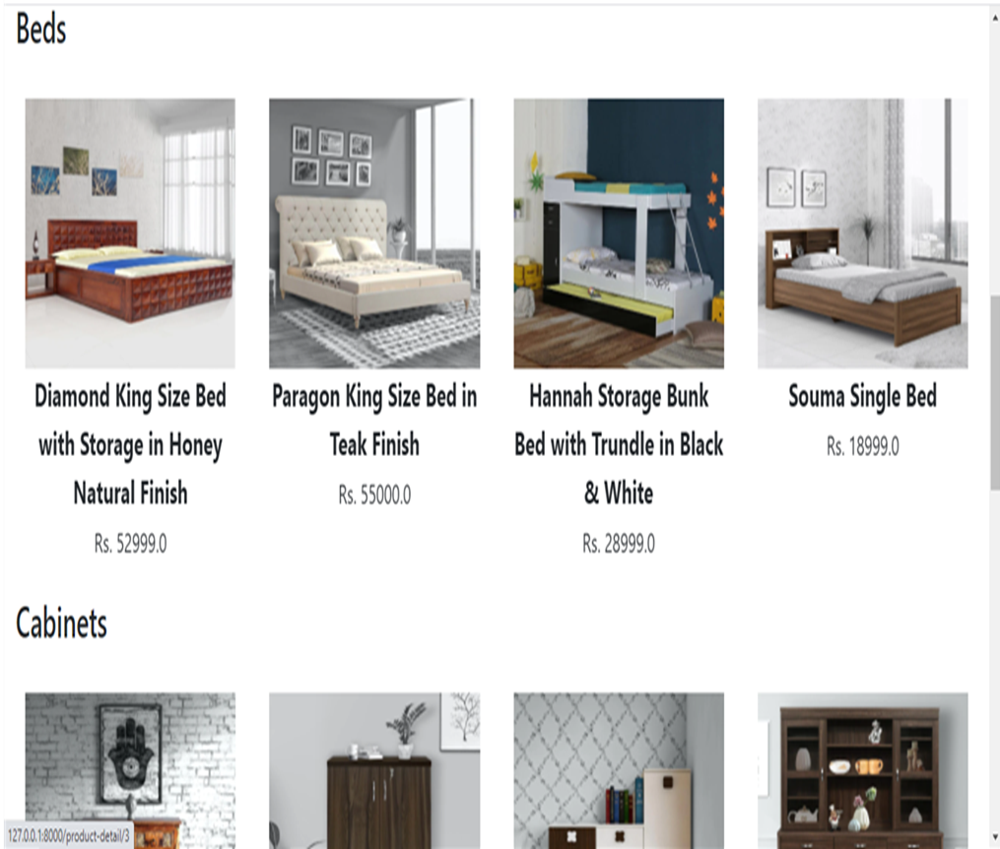 Beds
Diamond King Size Bed
with Storage in Honey
Natural Finish
Rs. 52999.0
Paragon King Size Bed in
Teak Finish
Rs. 55000.0
Hannah Storage Bunk
Bed with Trundle in Black
& White
Rs. 28999.0
Souma Single Bed
Rs. 18999.0
Cabinets
127.0.0.1:8000/product-detail/3